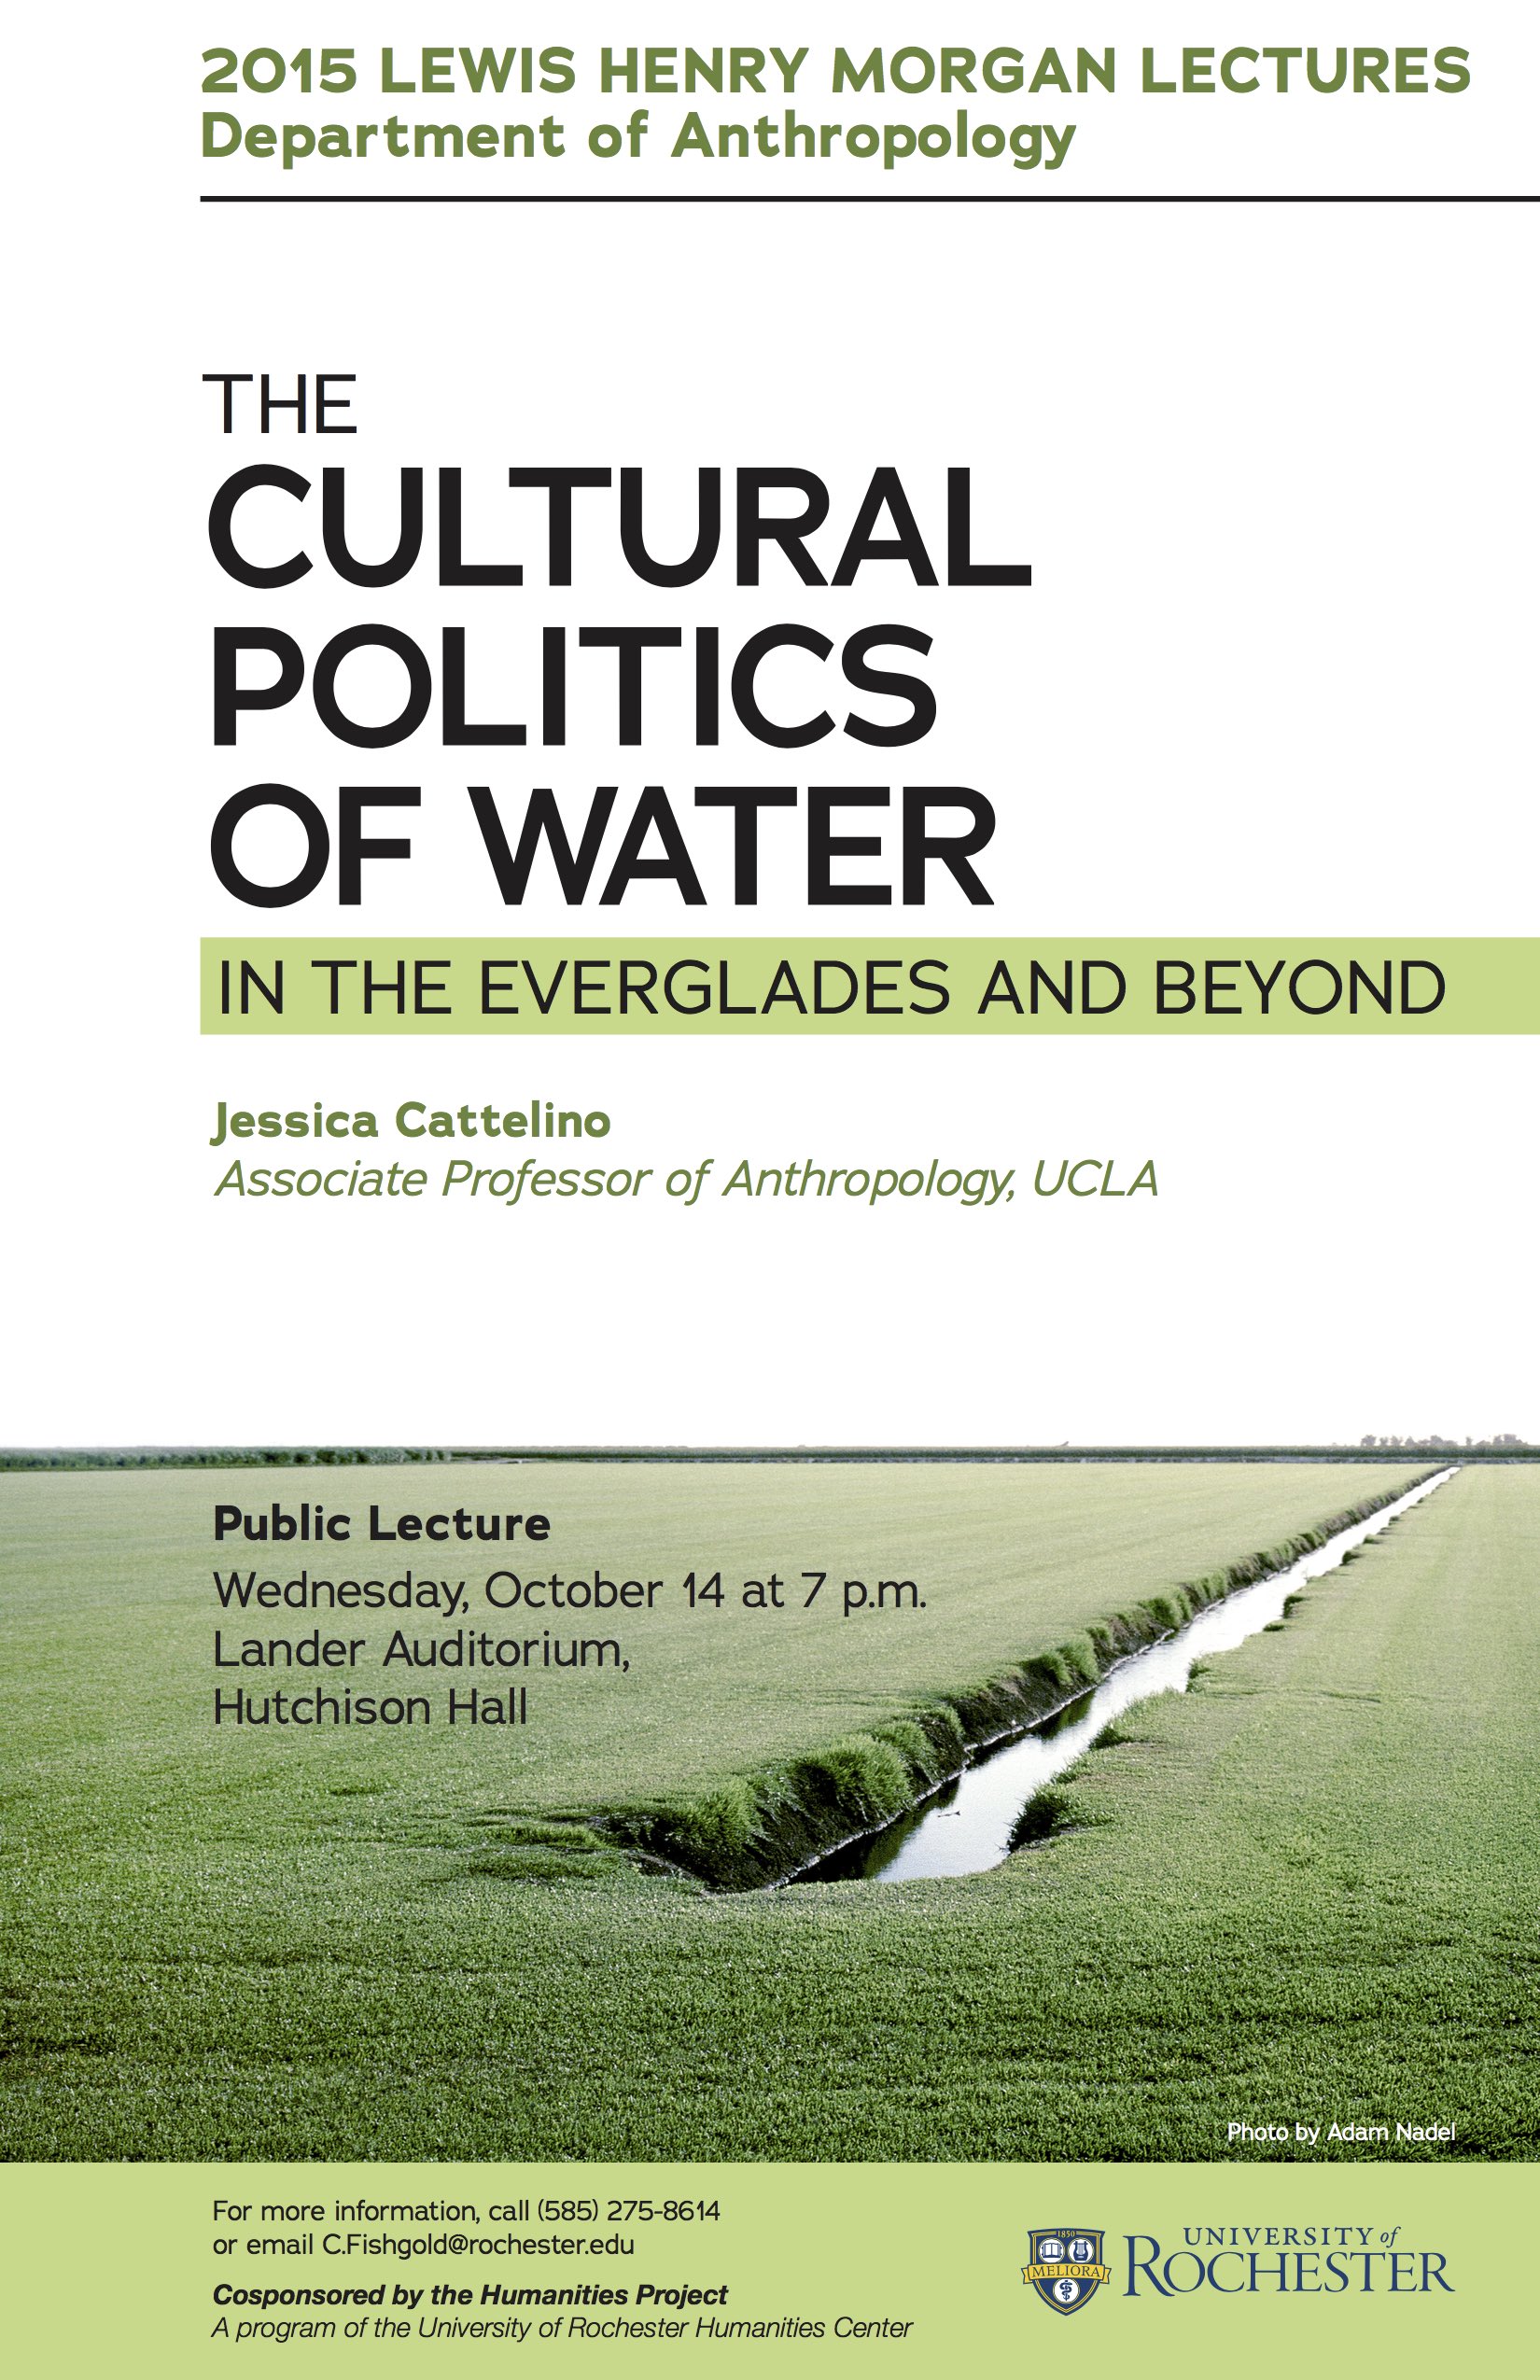 2015 LEWIS HENRY MORGAN LECTURES
Department of Anthropology
THE
CULTURAL
POLITICS
OF WATER
IN THE EVERGLADES AND BEYOND
Jessica Cattelino
Associate Professor of Anthropology, UCLA
Public Lecture
Wednesday, October 14 at 7 p.m.
Lander Auditorium,
Hutchison Hall
Photo by Adam Nadel
For more information, call (585) 275-8614
or email C.Fishgold@rochester.edu
Cosponsored by the Humanities Project
A program of the University of Rochester Humanities Center
1850
MELIORA
UNIVERSITY of
ROCHESTER